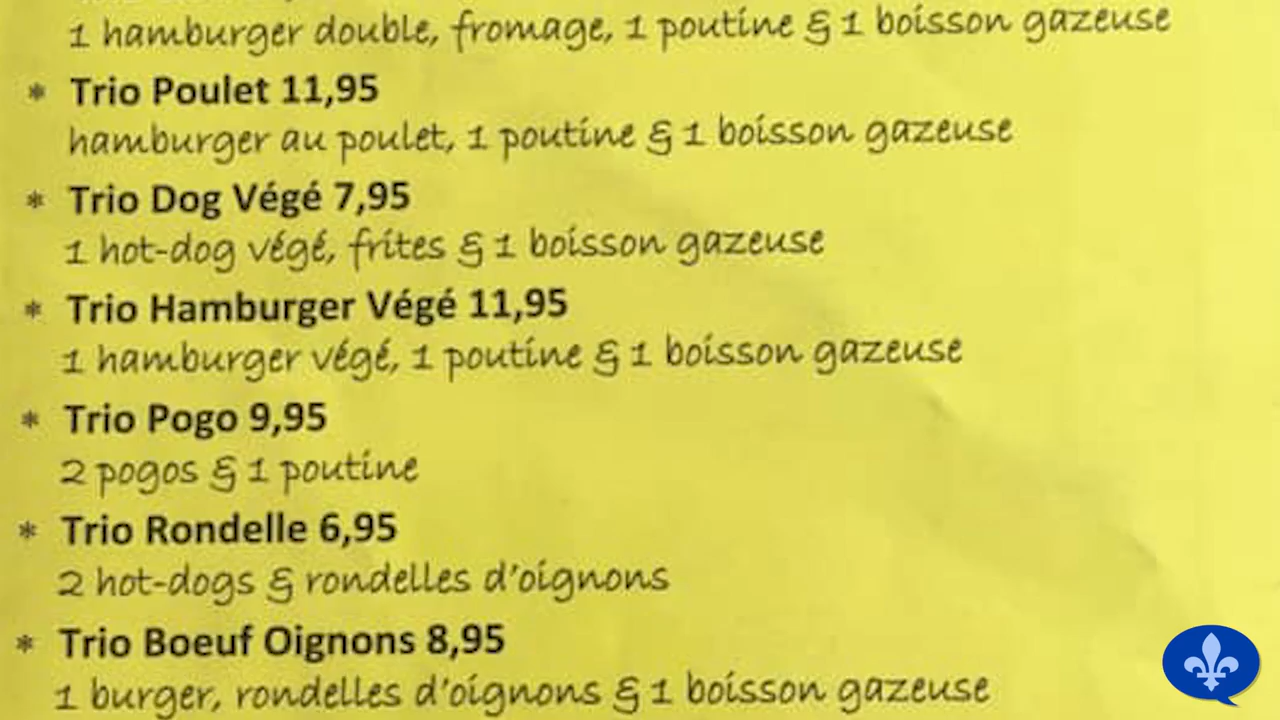 1 hamburger double, fromage, 1 poutine & 1 boisson gazeuse
* Trio Poulet 11,95
hamburger au poulet, 1 poutine & 1 boisson gazeuse
* Trio Dog Végé 7,95
1 hot-dog végé, frites & 1 boisson gazeuse
* Trio Hamburger Végé 11,95
1 hamburger végé, 1 poutine & 1 boisson gazeuse
* Trio Pogo 9,95
2 pogos & 1 poutine
* Trio Rondelle 6,95
2 hot-dogs & rondelles d'oignons
* Trio Boeuf Oignons 8,95
1 burger, rondelles d'oignons & 1 boisson gazeuse